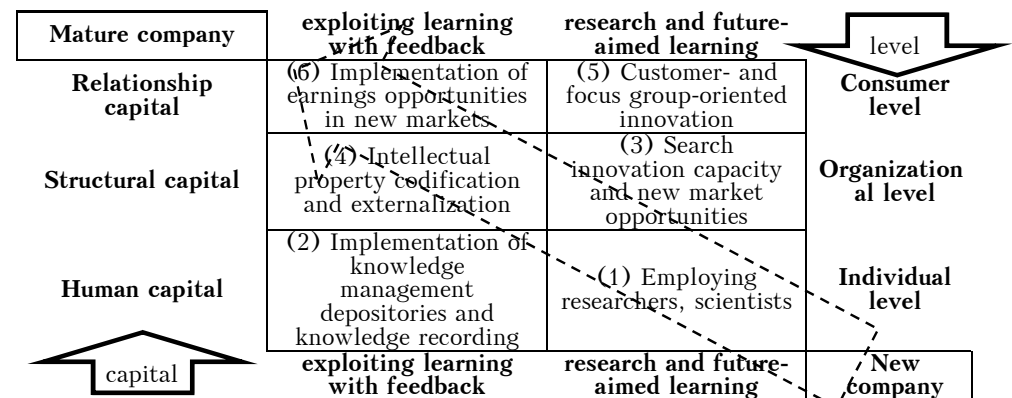 Mature company
exploiting learning
with feedback
research and future-
aimed learning
level
Relationship
capital
(6) Implementation of
earnings opportunities
in new markets
(5) Customer- and
focus group-oriented
innovation
Consumer
level
Structural capital
(4) Intellectual
property codification
and externalization
(3) Search
innovation capacity
and new market
opportunities
Organization
al level
Human capital
(2) Implementation of
knowledge
management
depositories and
knowledge recording
(1) Employing
researchers, scientists
Individual
level
capital
exploiting learning
with feedback
research and future-
aimed learning
New
company